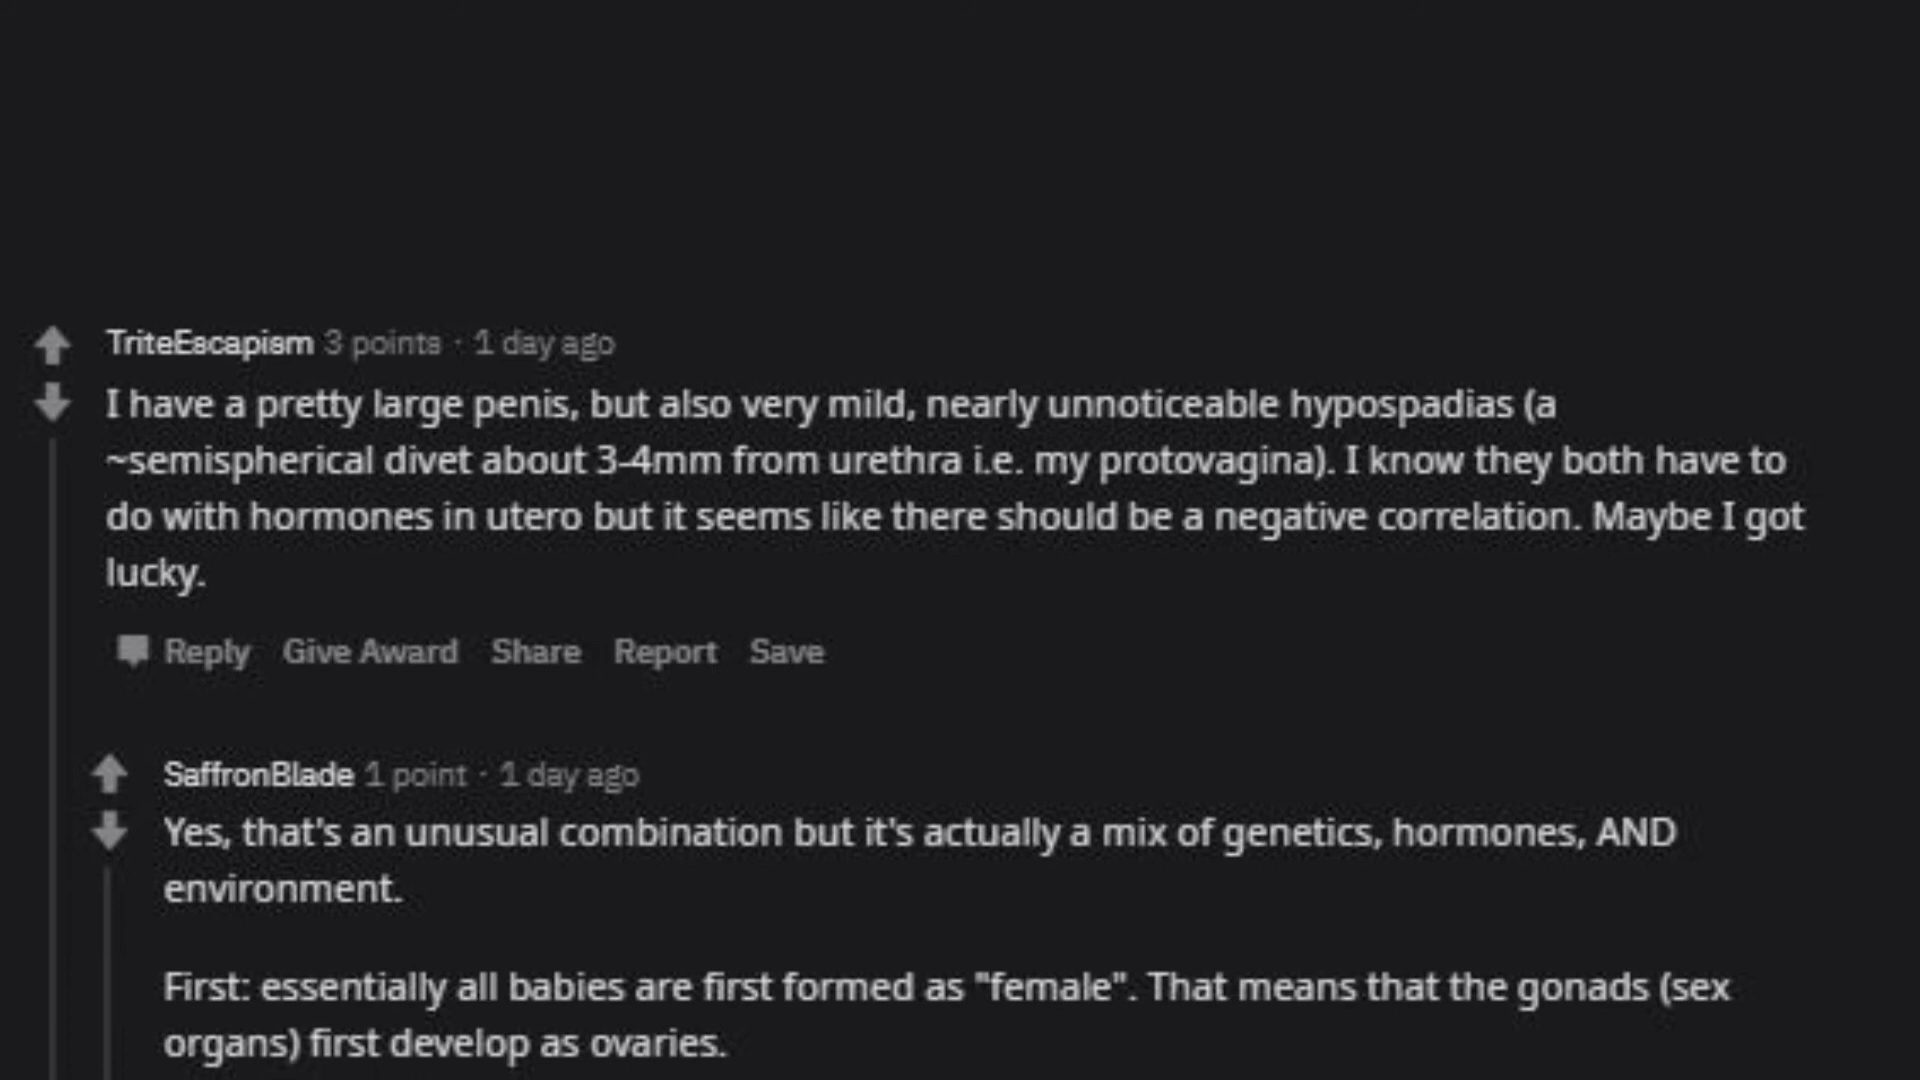 TriteEscapism 3 points · 1 day ago
I have a pretty large penis, but also very mild, nearly unnoticeable hypospadias (a
~semispherical divet about 3-4mm from urethra i.e. my protovagina). I know they both have to
do with hormones in utero but it seems like there should be a negative correlation. Maybe I got
lucky.
Reply Give Award Share Report Save
SaffronBlade 1 point · 1 day ago
Yes, that's an unusual combination but it's actually a mix of genetics, hormones, AND
environment.
First: essentially all babies are first formed as "female". That means that the gonads (sex
organs) first develop as ovaries.